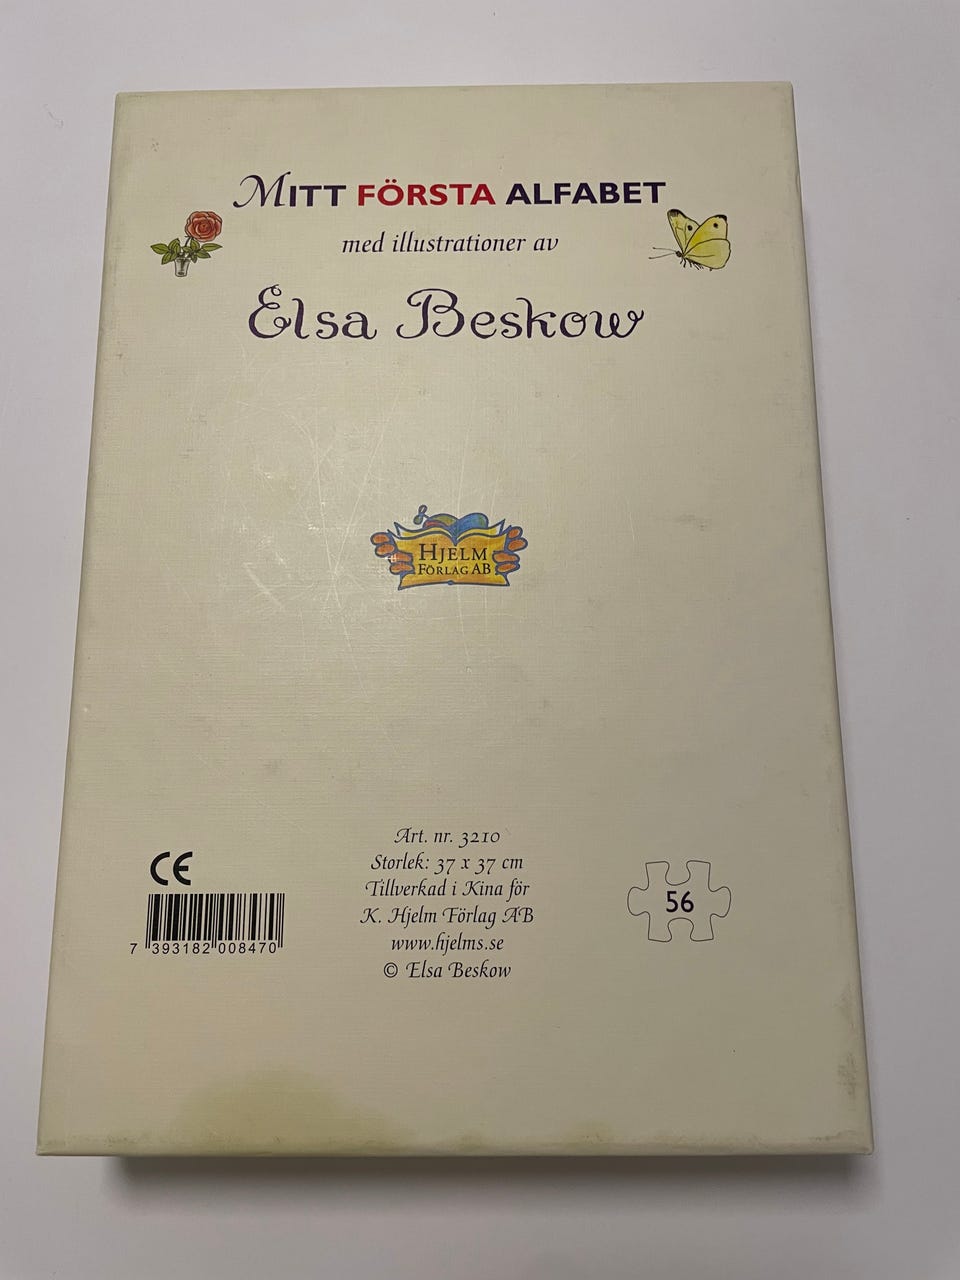 MITT FÖRSTA ALFABET
med illustrationer av
Elsa Beskow
HJELM
FÖRLAG AB
Art. nr. 3210
Storlek: 37 x 37 cm
Tillverkad i Kina för
K. Hjelm Förlag AB
www.hjelms.se
© Elsa Beskow
CE
7 393182 008470
56